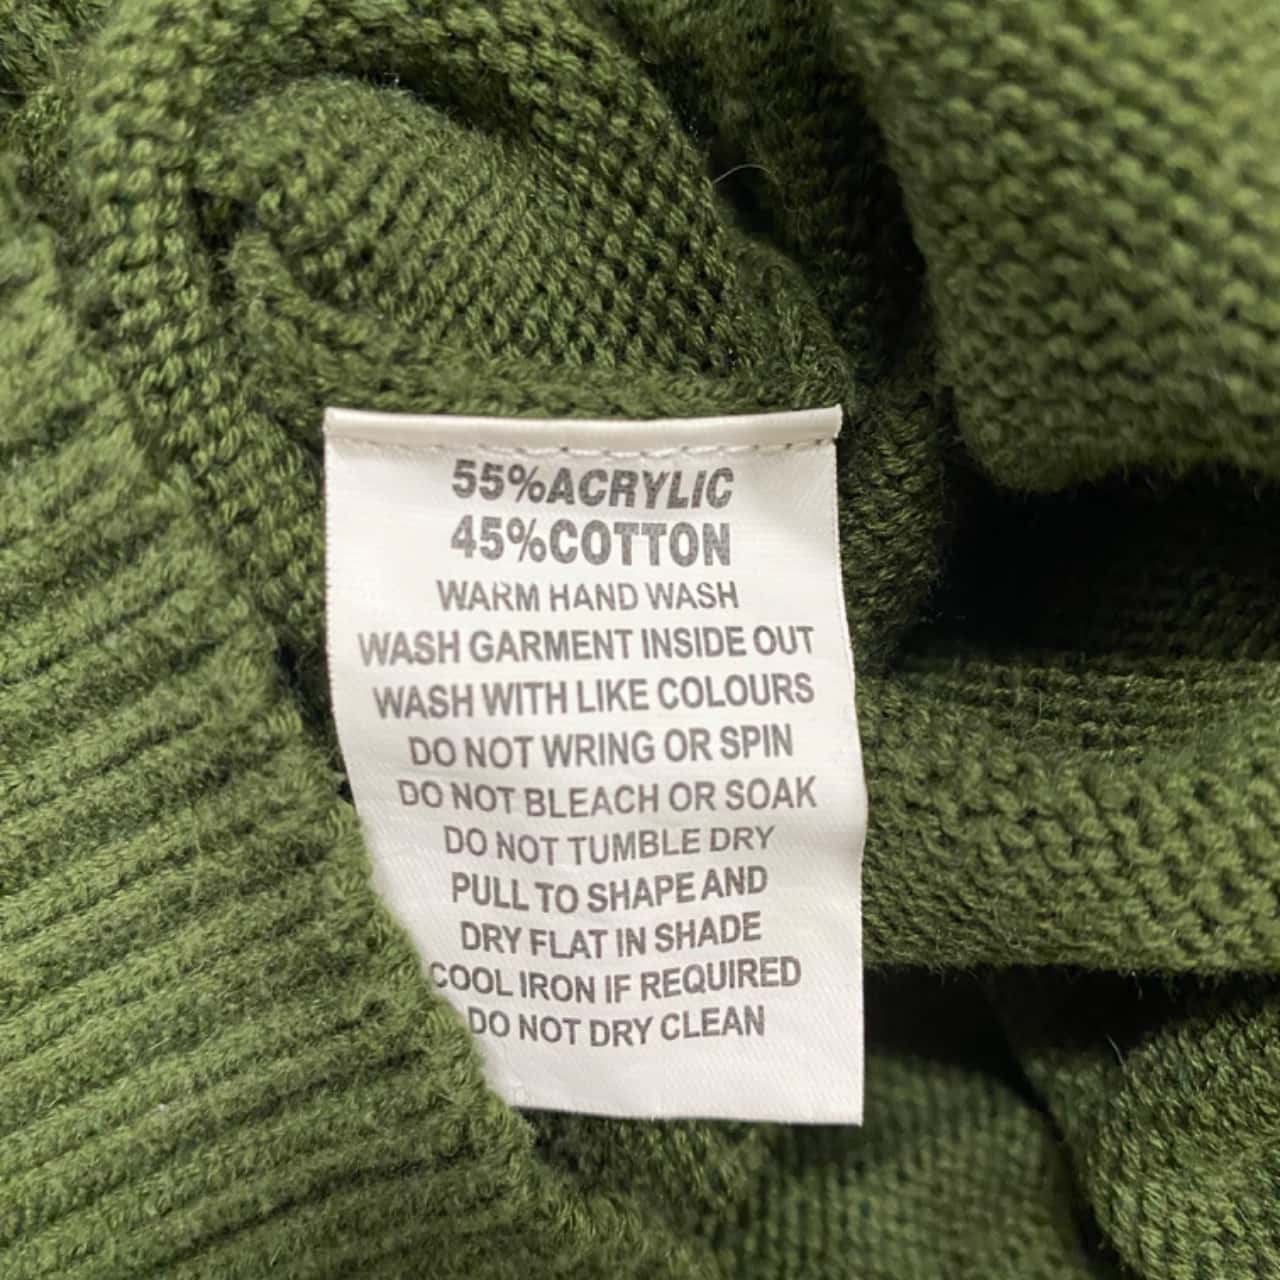 55%ACRYLIC
45%COTTON
WARM HAND WASH
WASH GARMENT INSIDE OUT
WASH WITH LIKE COLOURS
DO NOT WRING OR SPIN
DO NOT BLEACH OR SOAK
DO NOT TUMBLE DRY
PULL TO SHAPE AND
DRY FLAT IN SHADE
COOL IRON IF REQUIRED
DO NOT DRY CLEAN